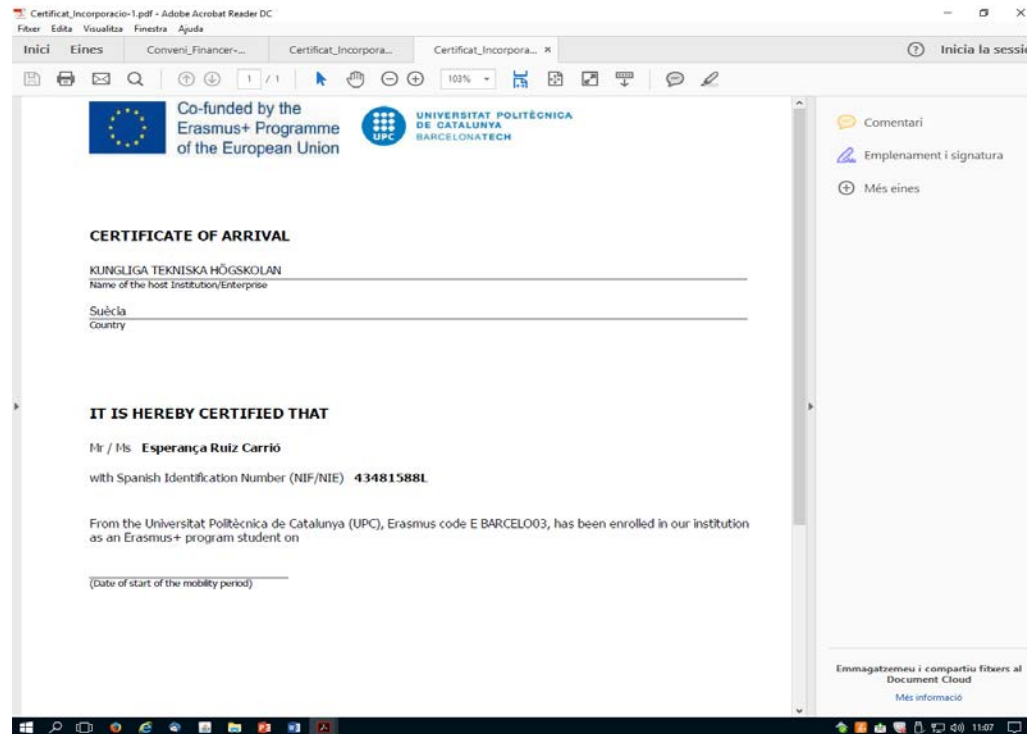 Certificat_Incorporacio-1.pdf - Adobe Acrobat Reader DC
Fitxer Edita Visualitza Finestra Ajuda
Inici Eines Conveni_Financer-... Certificat_Incorpora... Certificat_Incorpora... ×
Inicia la sessió
1 / 1 103%
Co-funded by the
Erasmus+ Programme
of the European Union
UPC
UNIVERSITAT POLITÈCNICA
DE CATALUNYA
BARCELONATECH
Comentari
Emplenament i signatura
Més eines
CERTIFICATE OF ARRIVAL
KUNGLIGA TEKNISKA HÖGSKOLAN
Name of the host Institution/Enterprise
Suècia
Country
IT IS HEREBY CERTIFIED THAT
Mr / Ms Esperança Ruiz Carrió
with Spanish Identification Number (NIF/NIE) 43481588L
From the Universitat Politècnica de Catalunya (UPC), Erasmus code E BARCELO03, has been enrolled in our institution
as an Erasmus+ program student on
(Date of start of the mobility period)
Emmagatzemeu i compartiu fitxers al
Document Cloud
Més informació
11:07